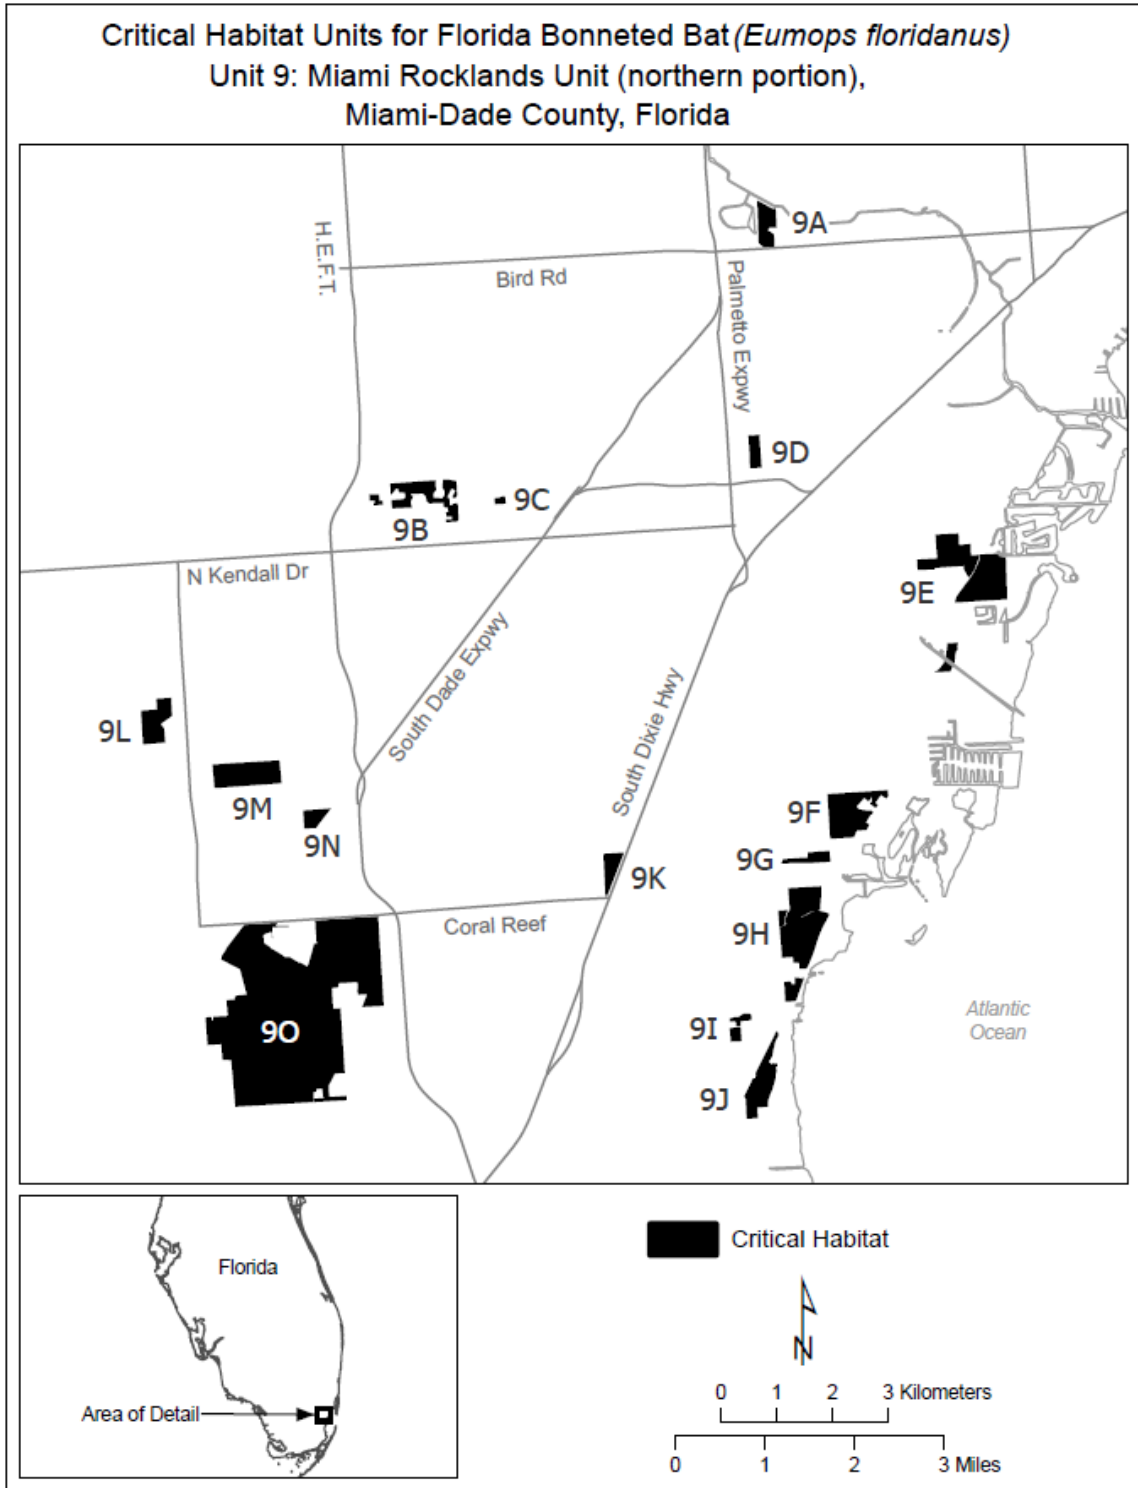 Critical Habitat Units for Florida Bonneted Bat (Eumops floridanus)
Unit 9: Miami Rocklands Unit (northern portion),
Miami-Dade County, Florida
9A
H.E.F.T.
Bird Rd
Palmetto Expwy
9D
9C
9B
N Kendall Dr
9E
South Dade Expwy
South Dixie Hwy
9L
9M
9N
9F
9G
9K
Coral Reef
9H
9O
9I
Atlantic
Ocean
9J
Florida
Area of Detail
Critical Habitat
N
0 1 2 3 Kilometers
0 1 2 3 Miles